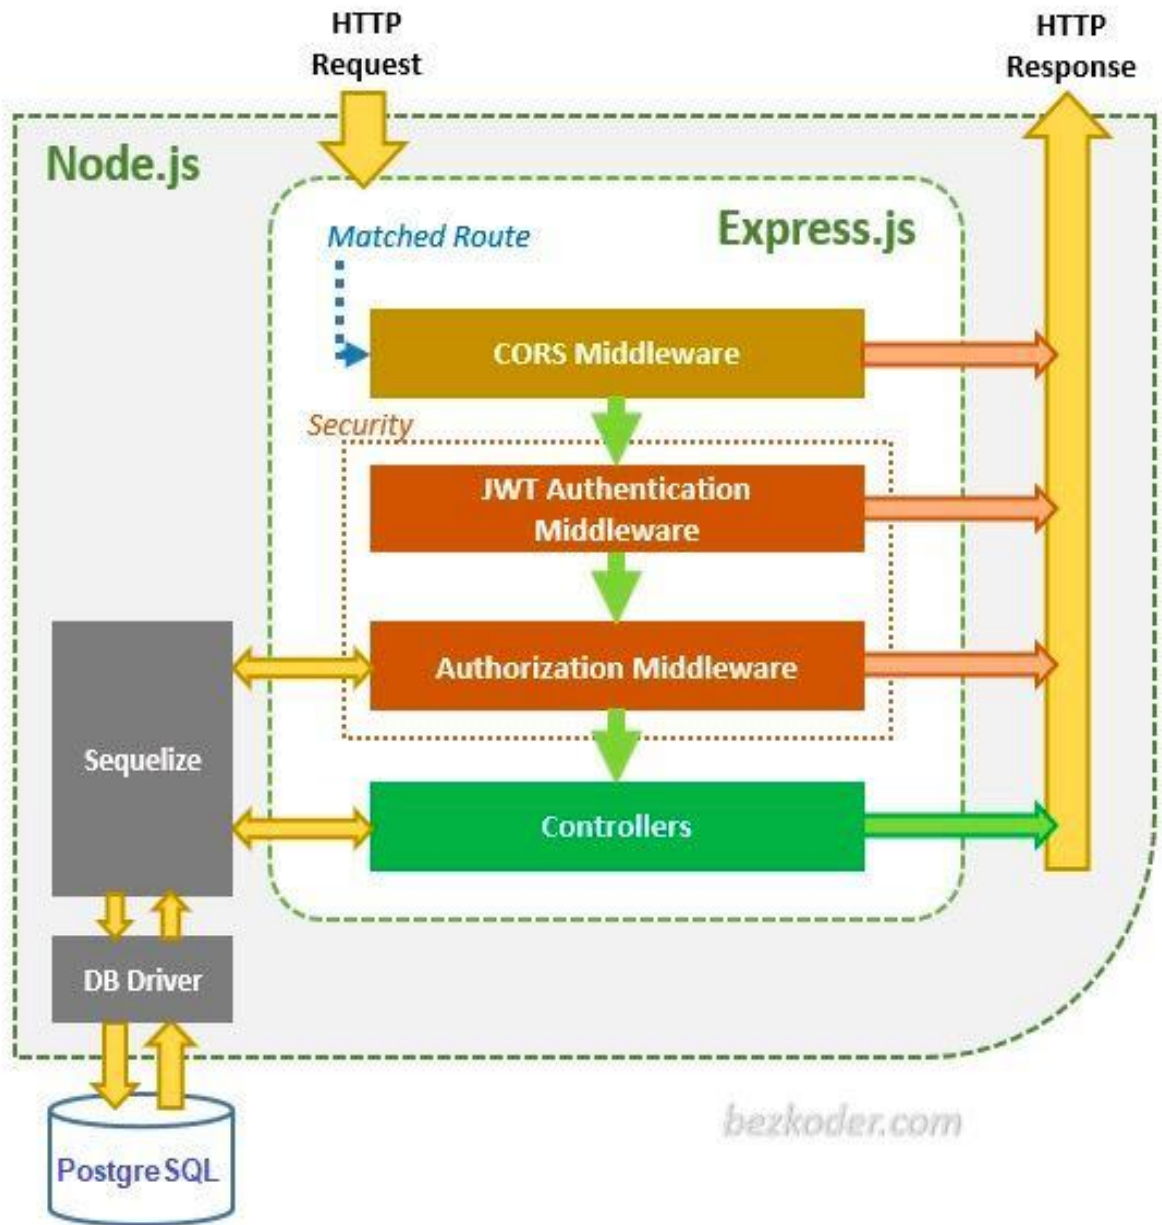 HTTP
Request
HTTP
Response
Node.js
Express.js
Matched Route
CORS Middleware
Security
JWT Authentication
Middleware
Authorization Middleware
Sequelize
Controllers
DB Driver
PostgreSQL
bezkoder.com